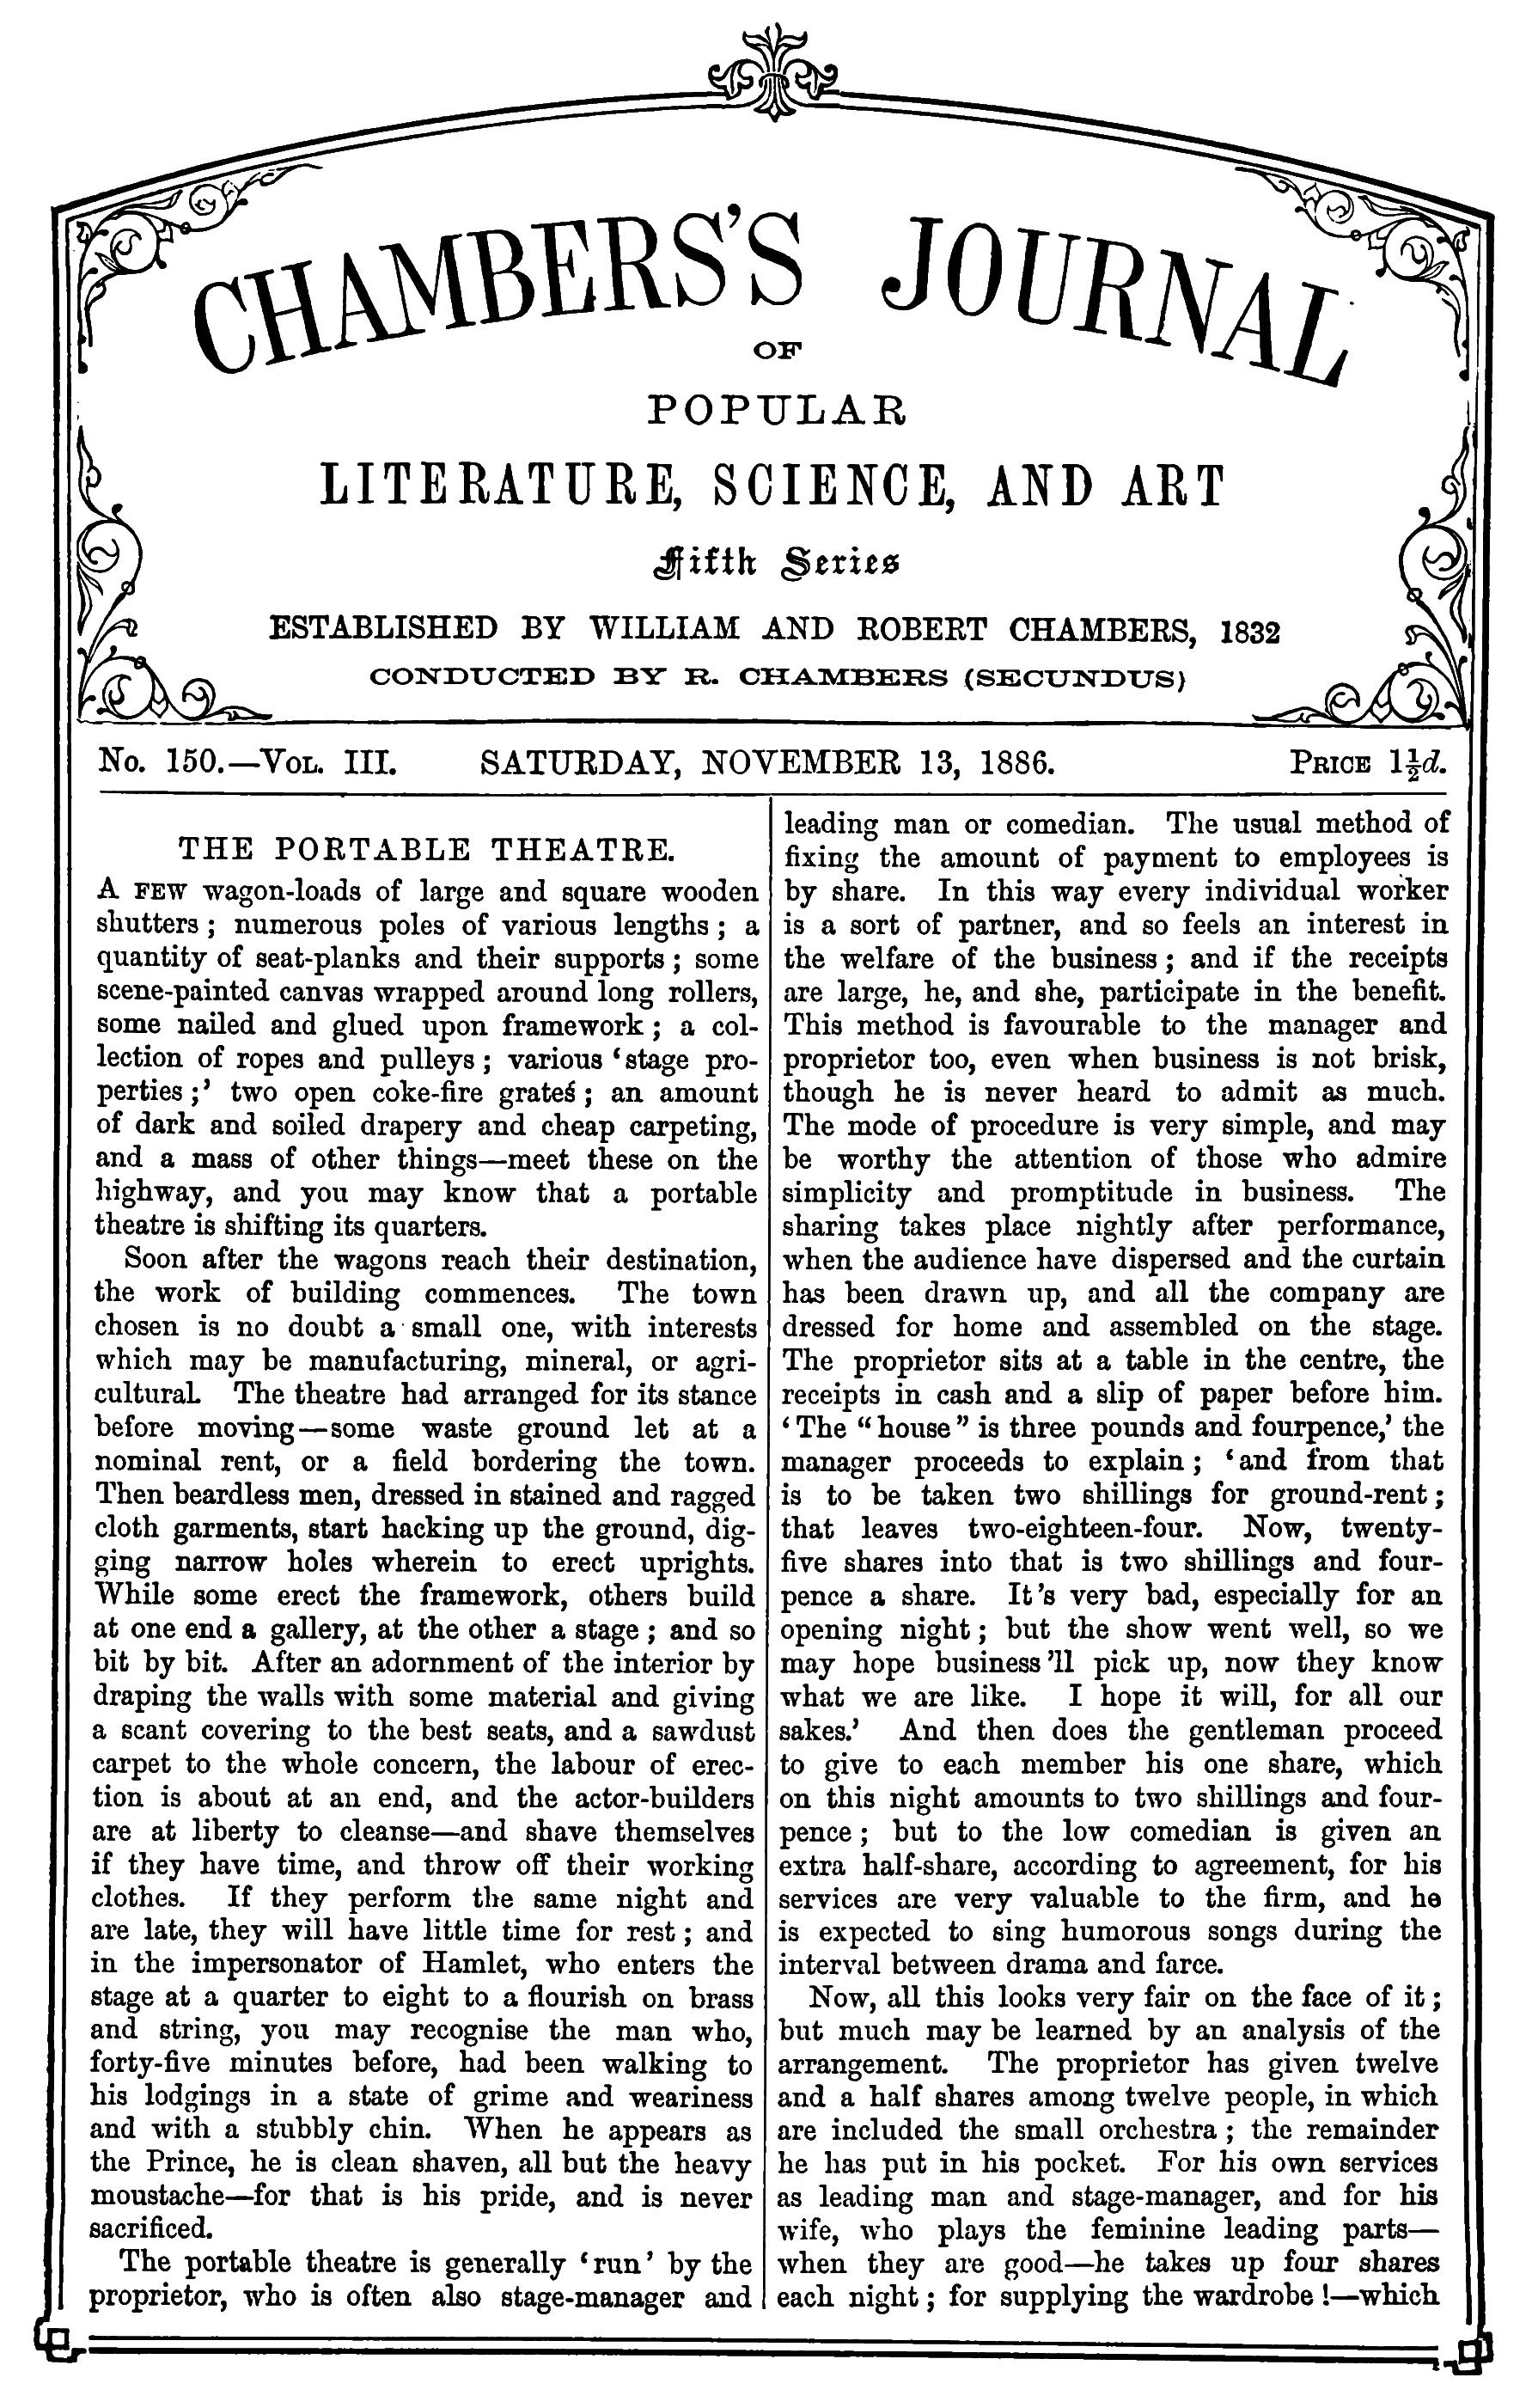 CHAMBERS'S JOURNAL
OF
POPULAR
LITERATURE, SCIENCE, AND ART
Fifth Series
ESTABLISHED BY WILLIAM AND ROBERT CHAMBERS, 1832
CONDUCTED BY R. CHAMBERS (SECUNDUS)
No. 150.—Vol. III. SATURDAY, NOVEMBER 13, 1886. Price 1½d.
THE PORTABLE THEATRE.
A FEW wagon-loads of large and square wooden
shutters; numerous poles of various lengths; a
quantity of seat-planks and their supports; some
scene-painted canvas wrapped around long rollers,
some nailed and glued upon framework; a col-
lection of ropes and pulleys; various ‘stage pro-
perties;’ two open coke-fire grates; an amount
of dark and soiled drapery and cheap carpeting,
and a mass of other things—meet these on the
highway, and you may know that a portable
theatre is shifting its quarters.
Soon after the wagons reach their destination,
the work of building commences. The town
chosen is no doubt a small one, with interests
which may be manufacturing, mineral, or agri-
cultural. The theatre had arranged for its stance
before moving—some waste ground let at a
nominal rent, or a field bordering the town.
Then beardless men, dressed in stained and ragged
cloth garments, start hacking up the ground, dig-
ging narrow holes wherein to erect uprights.
While some erect the framework, others build
at one end a gallery, at the other a stage; and so
bit by bit. After an adornment of the interior by
draping the walls with some material and giving
a scant covering to the best seats, and a sawdust
carpet to the whole concern, the labour of erec-
tion is about at an end, and the actor-builders
are at liberty to cleanse—and shave themselves
if they have time, and throw off their working
clothes. If they perform the same night and
are late, they will have little time for rest; and
in the impersonator of Hamlet, who enters the
stage at a quarter to eight to a flourish on brass
and string, you may recognise the man who,
forty-five minutes before, had been walking to
his lodgings in a state of grime and weariness
and with a stubbly chin. When he appears as
the Prince, he is clean shaven, all but the heavy
moustache—for that is his pride, and is never
sacrificed.
The portable theatre is generally ‘run’ by the
proprietor, who is often also stage-manager and
leading man or comedian. The usual method of
fixing the amount of payment to employees is
by share. In this way every individual worker
is a sort of partner, and so feels an interest in
the welfare of the business; and if the receipts
are large, he, and she, participate in the benefit.
This method is favourable to the manager and
proprietor too, even when business is not brisk,
though he is never heard to admit as much.
The mode of procedure is very simple, and may
be worthy the attention of those who admire
simplicity and promptitude in business. The
sharing takes place nightly after performance,
when the audience have dispersed and the curtain
has been drawn up, and all the company are
dressed for home and assembled on the stage.
The proprietor sits at a table in the centre, the
receipts in cash and a slip of paper before him.
‘The “house” is three pounds and fourpence,’ the
manager proceeds to explain; ‘and from that
is to be taken two shillings for ground-rent;
that leaves two-eighteen-four. Now, twenty-
five shares into that is two shillings and four-
pence a share. It's very bad, especially for an
opening night; but the show went well, so we
may hope business 'll pick up, now they know
what we are like. I hope it will, for all our
sakes.’ And then does the gentleman proceed
to give to each member his one share, which
on this night amounts to two shillings and four-
pence; but to the low comedian is given an
extra half-share, according to agreement, for his
services are very valuable to the firm, and he
is expected to sing humorous songs during the
interval between drama and farce.
Now, all this looks very fair on the face of it;
but much may be learned by an analysis of the
arrangement. The proprietor has given twelve
and a half shares among twelve people, in which
are included the small orchestra; the remainder
he has put in his pocket. For his own services
as leading man and stage-manager, and for his
wife, who plays the feminine leading parts—
when they are good—he takes up four shares
each night; for supplying the wardrobe!—which